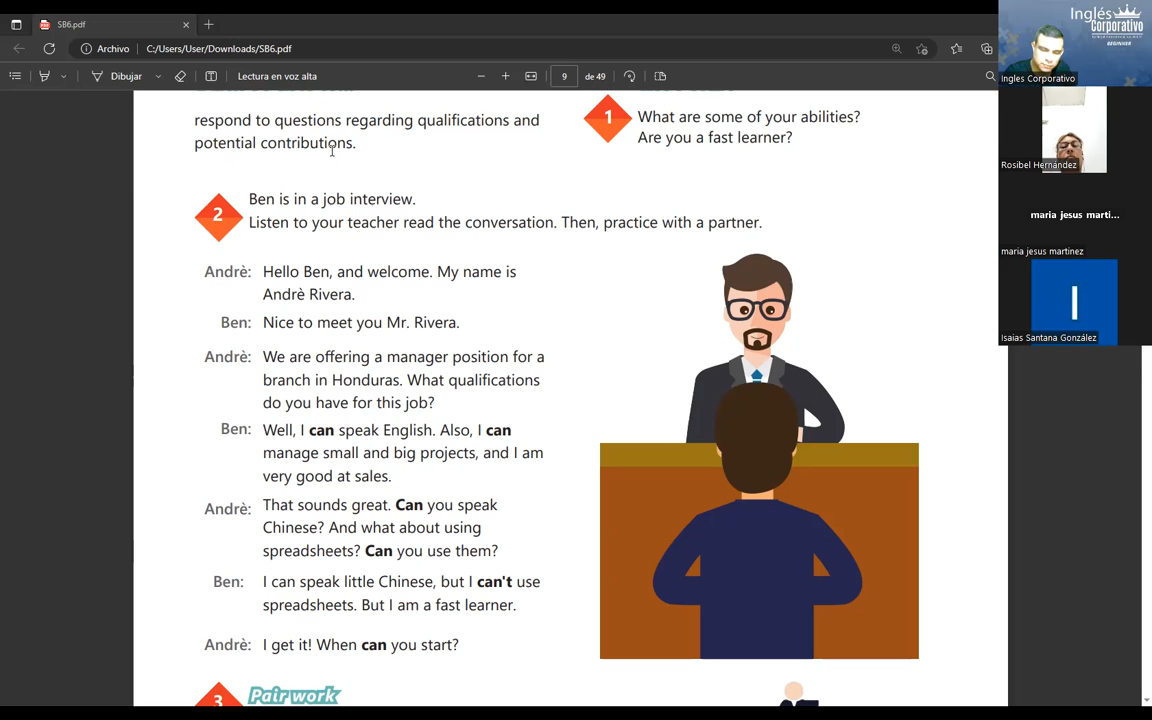 SB6.pdf
Archivo
C:/Users/User/Downloads/SB6.pdf
Dibujar
Lectura en voz alta
9
de 49
respond to questions regarding qualifications and
potential contributions.
1
What are some of your abilities?
Are you a fast learner?
2
Ben is in a job interview.
Listen to your teacher read the conversation. Then, practice with a partner.
Andrè: Hello Ben, and welcome. My name is
Andrè Rivera.
Ben: Nice to meet you Mr. Rivera.
Andrè: We are offering a manager position for a
branch in Honduras. What qualifications
do you have for this job?
Ben: Well, I can speak English. Also, I can
manage small and big projects, and I am
very good at sales.
Andrè: That sounds great. Can you speak
Chinese? And what about using
spreadsheets? Can you use them?
Ben: I can speak little Chinese, but I can't use
spreadsheets. But I am a fast learner.
Andrè: I get it! When can you start?
3
Pair work
Inglés
Corporativo
BEGINNER
Ingles Corporativo
Rosibel Hernández
maria jesus marti...
maria jesus martinez
I
Isaias Santana González